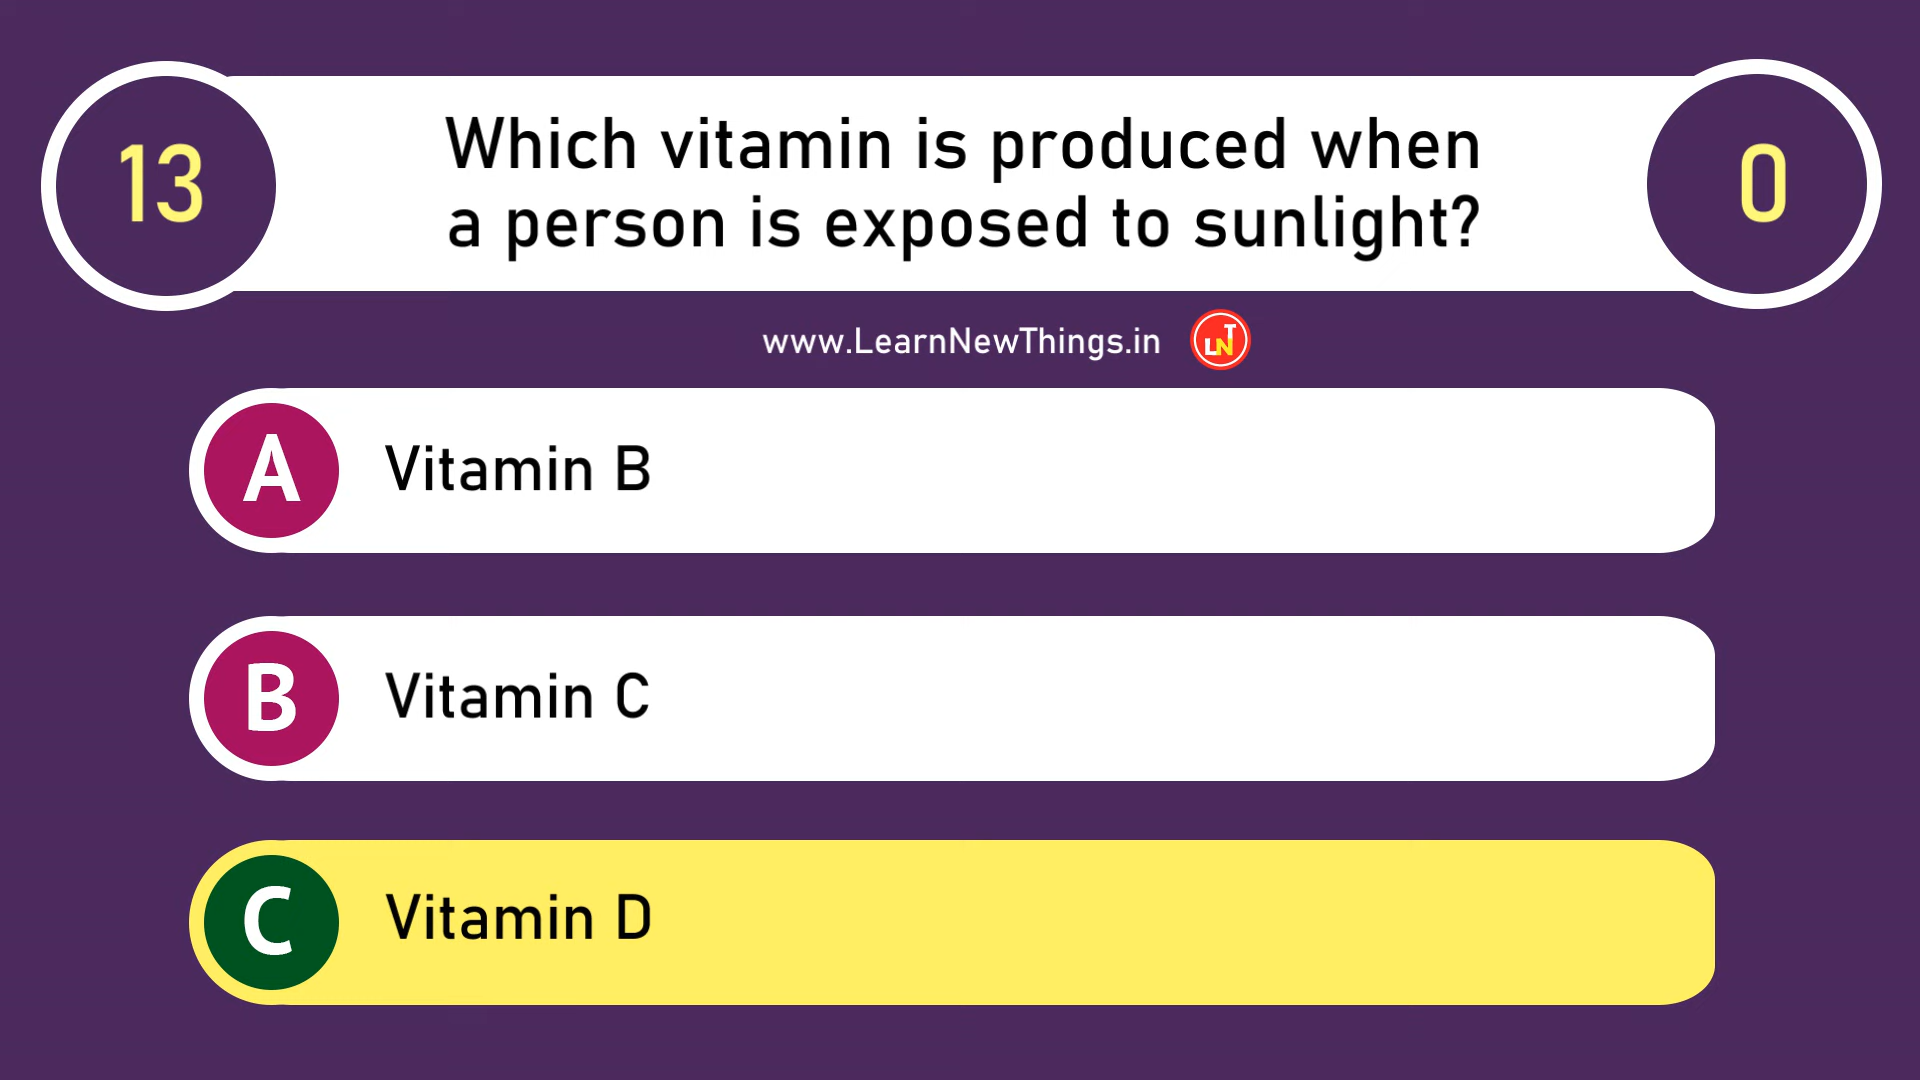 13
Which vitamin is produced when
a person is exposed to sunlight?
0
www.LearnNewThings.in
LNT
A
Vitamin B
B
Vitamin C
C
Vitamin D